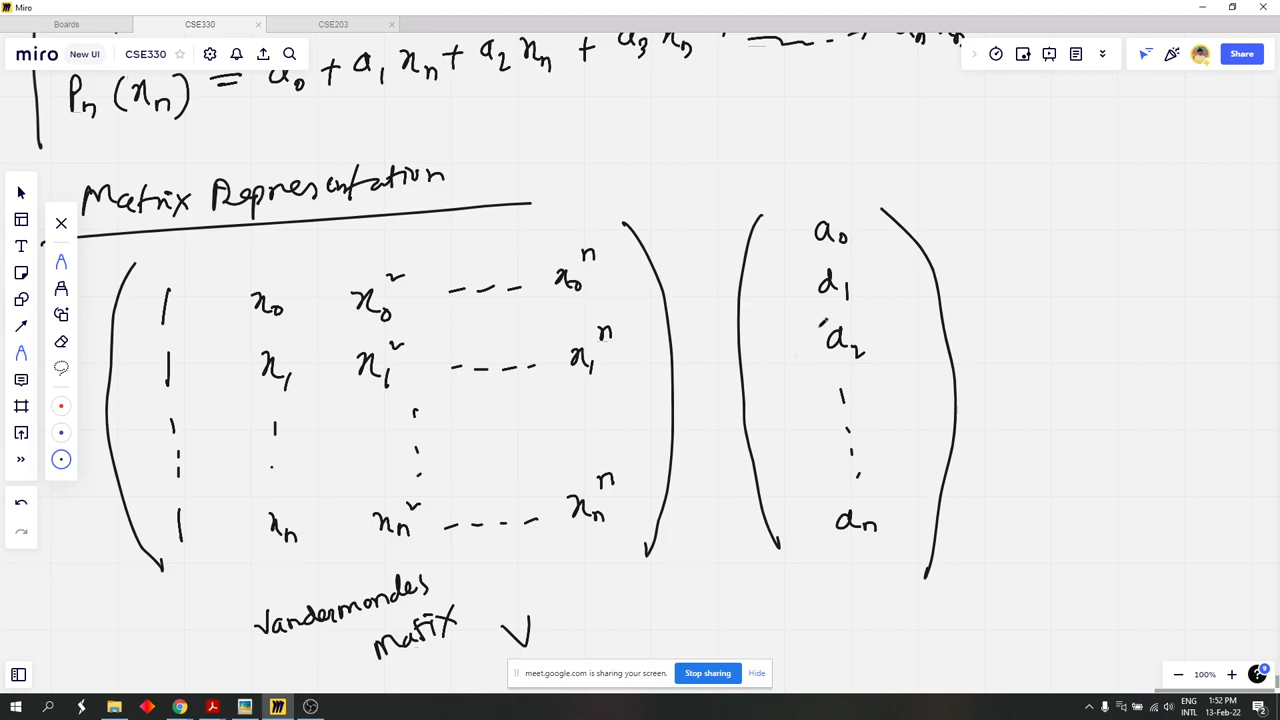 Miro
Boards CSE330 CSE203
miro New UI CSE330 Share
Pn (xn) = a0 + a1 xn + a2 xn + a3 xn +
Matrix Representation
1 x0 x0² ---- x0ⁿ a0
1 x1 x1² ---- x1ⁿ a1
a2
1 xn xn² ---- xnⁿ an
vandermondes
matrix V
meet.google.com is sharing your screen. Stop sharing Hide
100%
1:52 PM
INTL 13-Feb-22